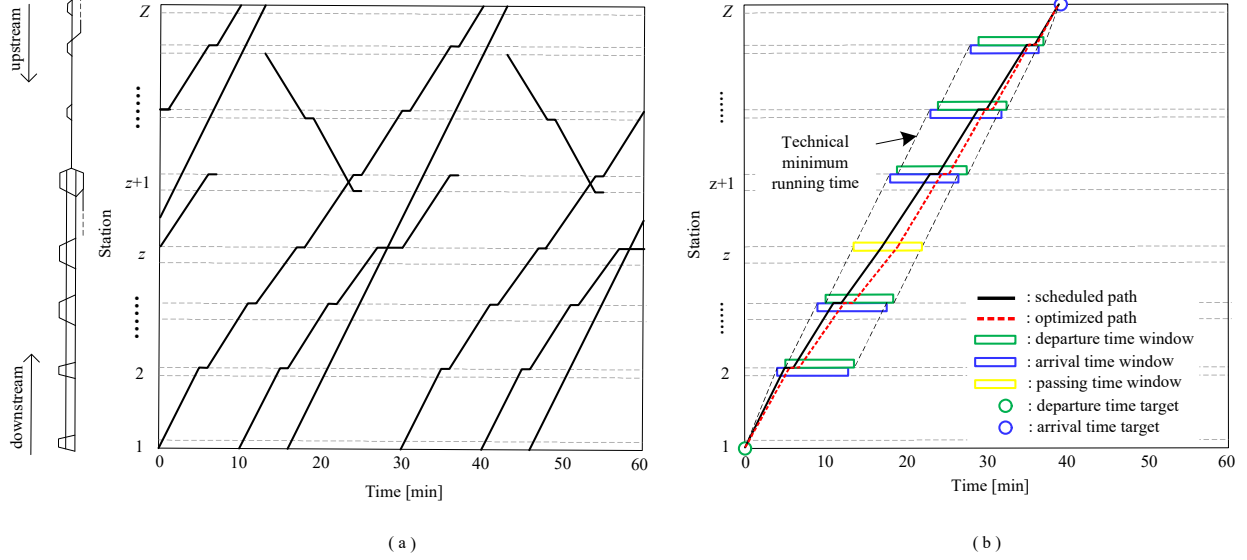 upstream
downstream
Station
Z
z+1
z
2
1
0
10
20
30
40
50
60
Time [min]
( a )
Station
Z
z+1
z
2
1
Technical
minimum
running time
: scheduled path
: optimized path
: departure time window
: arrival time window
: passing time window
: departure time target
: arrival time target
0
10
20
30
40
50
60
Time [min]
( b )